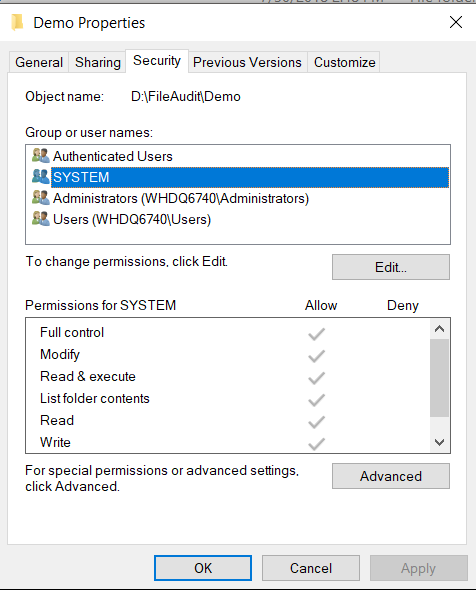 Demo Properties
General Sharing Security Previous Versions Customize
Object name: D:\FileAudit\Demo
Group or user names:
Authenticated Users
SYSTEM
Administrators (WHDQ6740\Administrators)
Users (WHDQ6740\Users)
To change permissions, click Edit.
Edit...
Permissions for SYSTEM Allow Deny
Full control
Modify
Read & execute
List folder contents
Read
Write
For special permissions or advanced settings,
click Advanced.
Advanced
OK Cancel Apply